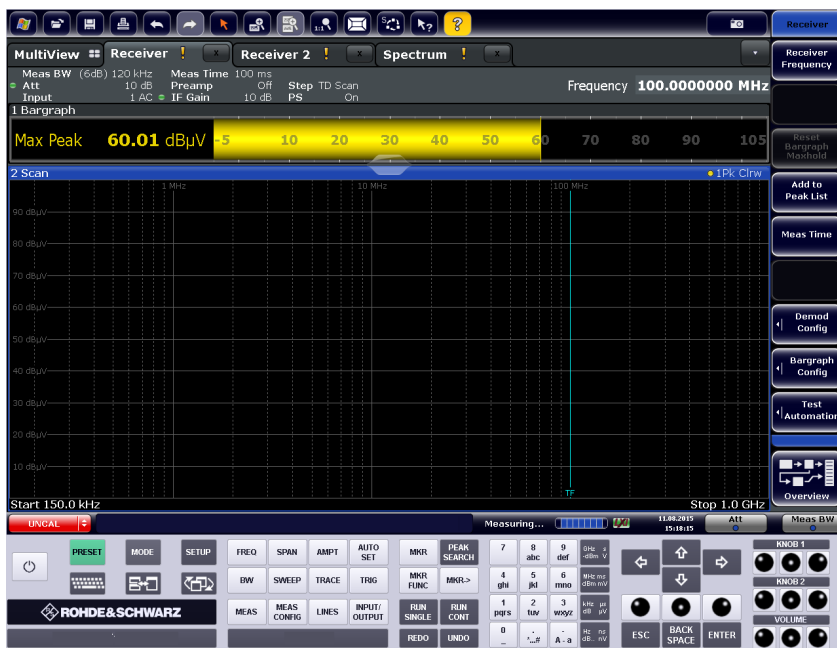 Receiver
MultiView Receiver ! x Receiver 2 ! x Spectrum ! x
Receiver Frequency
Meas BW (6dB) 120 kHz Meas Time 100 ms
Att 10 dB Preamp Off Step TD Scan
Input 1 AC IF Gain 10 dB PS On
Frequency 100.0000000 MHz
1 Bargraph
Max Peak 60.01 dBµV -5 10 20 30 40 50 60 70 80 90 105
Reset Bargraph Maxhold
2 Scan 1Pk Clrw
1 MHz 10 MHz 100 MHz
Add to Peak List
90 dBµV
Meas Time
80 dBµV
70 dBµV
60 dBµV
Demod Config
50 dBµV
Bargraph Config
40 dBµV
30 dBµV
Test Automation
20 dBµV
10 dBµV
TF
Overview
Start 150.0 kHz Stop 1.0 GHz
UNCAL Measuring... 11.08.2015 15:18:15 Att Meas BW
PRESET MODE SETUP FREQ SPAN AMPT AUTO SET MKR PEAK SEARCH 7 8 abc 9 def GHz s -dBm V
KNOB 1
BW SWEEP TRACE TRIG MKR FUNC MKR-> 4 ghi 5 jkl 6 mno MHz ms dBm mV
KNOB 2
ROHDE&SCHWARZ MEAS MEAS CONFIG LINES INPUT/OUTPUT RUN SINGLE RUN CONT 1 pqrs 2 tuv 3 wxyz kHz µs dB µV
VOLUME
REDO UNDO 0 _ . *...# - A - a Hz ns dB.. nV ESC BACK SPACE ENTER